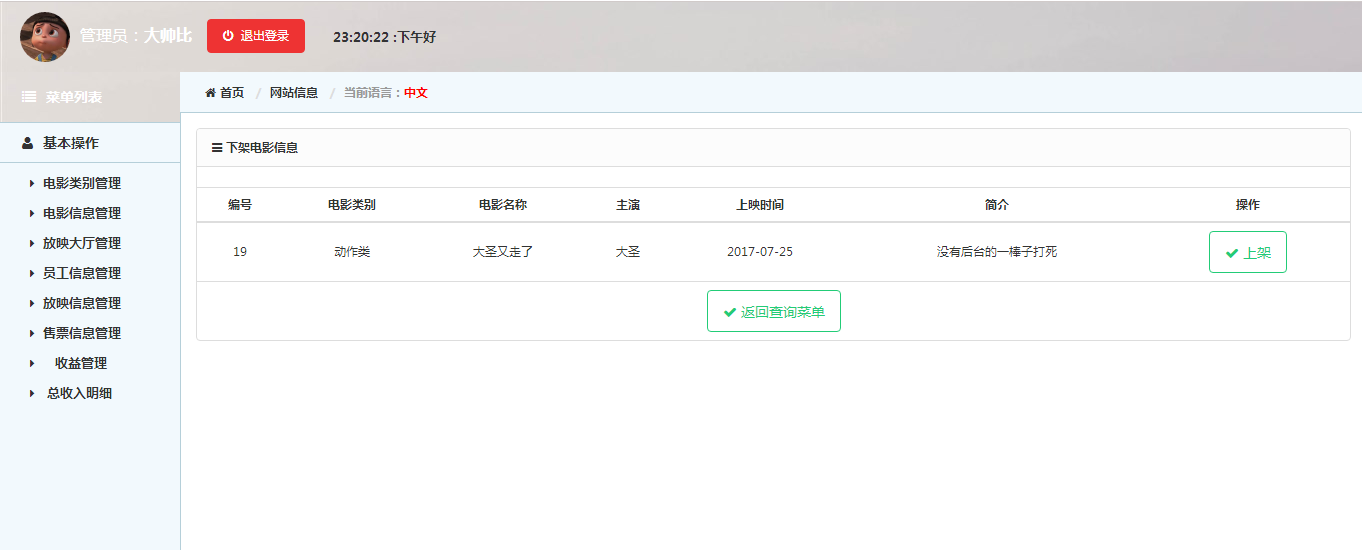 管理员：大帅比
退出登录
23:20:22 :下午好
菜单列表
首页 / 网站信息 / 当前语言：中文
基本操作
电影类别管理
电影信息管理
放映大厅管理
员工信息管理
放映信息管理
售票信息管理
收益管理
总收入明细
下架电影信息
编号 电影类别 电影名称 主演 上映时间 简介 操作
19 动作类 大圣又走了 大圣 2017-07-25 没有后台的一棒子打死 上架
返回查询菜单